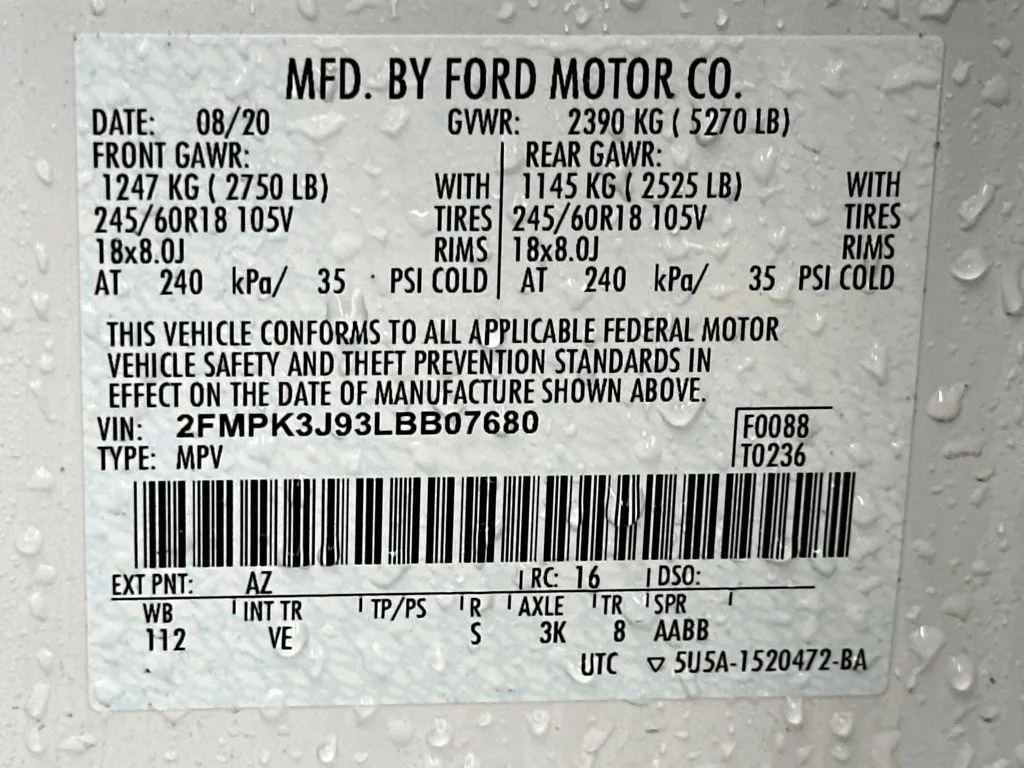 MFD. BY FORD MOTOR CO.
DATE: 08/20 GVWR: 2390 KG ( 5270 LB)
FRONT GAWR: REAR GAWR:
1247 KG ( 2750 LB) WITH 1145 KG ( 2525 LB) WITH
245/60R18 105V TIRES 245/60R18 105V TIRES
18x8.0J RIMS 18x8.0J RIMS
AT 240 kPa/ 35 PSI COLD AT 240 kPa/ 35 PSI COLD
THIS VEHICLE CONFORMS TO ALL APPLICABLE FEDERAL MOTOR
VEHICLE SAFETY AND THEFT PREVENTION STANDARDS IN
EFFECT ON THE DATE OF MANUFACTURE SHOWN ABOVE.
VIN: 2FMPK3J93LBB07680 F0088
TYPE: MPV T0236
EXT PNT: AZ RC: 16 DSO:
WB INT TR TP/PS R AXLE TR SPR
112 VE S 3K 8 AABB
UTC ▽ 5U5A-1520472-BA